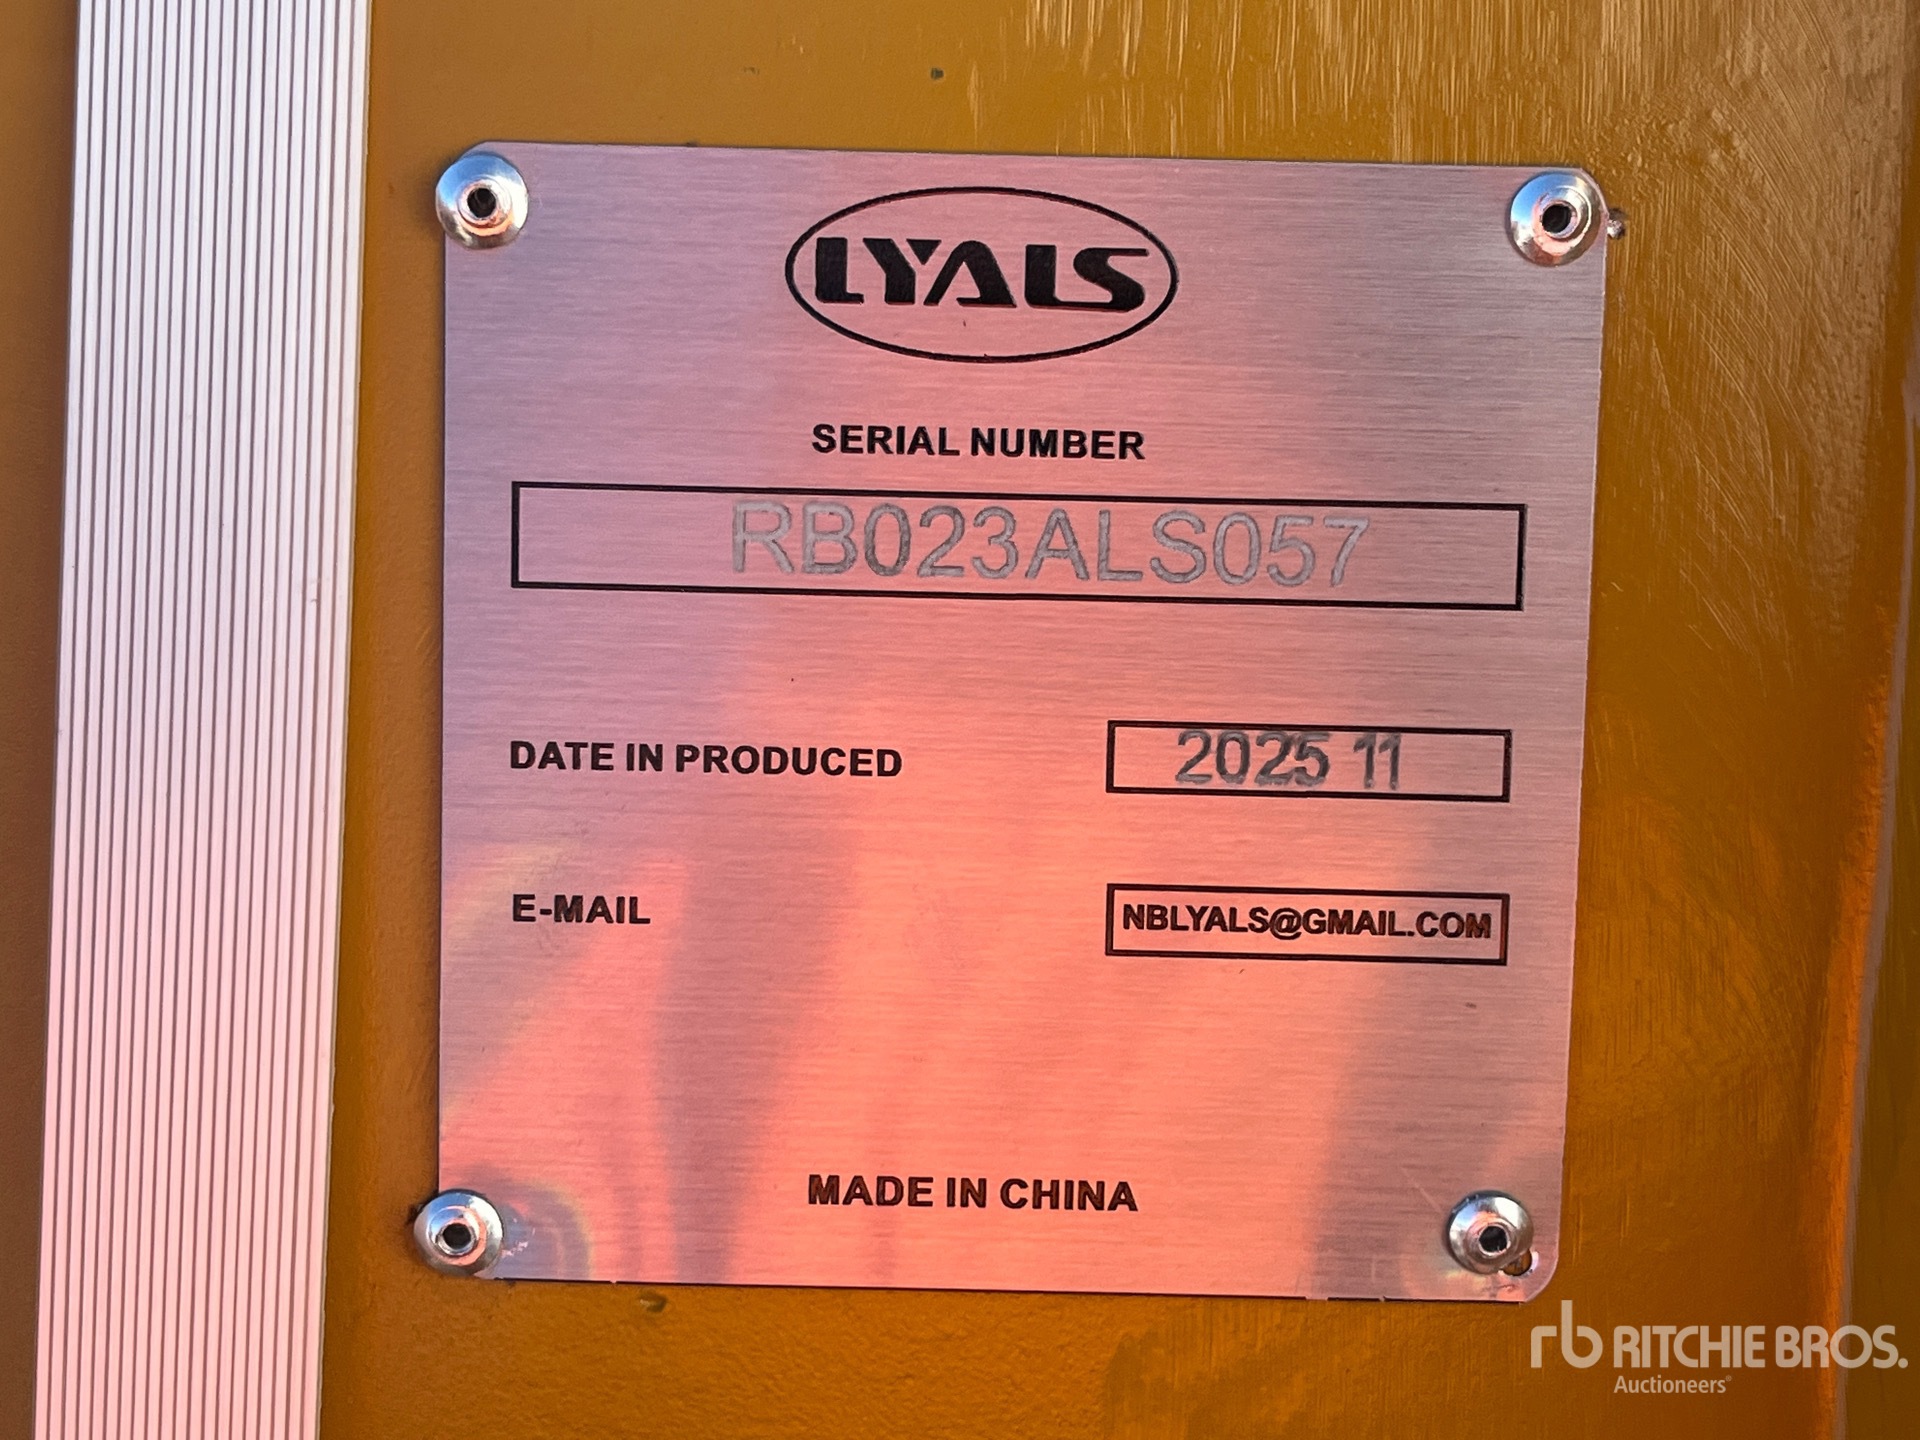 LYALS
SERIAL NUMBER
RB023ALS057
DATE IN PRODUCED 2025 11
E-MAIL NBLYALS@GMAIL.COM
MADE IN CHINA
rb RITCHIE BROS.
Auctioneers®